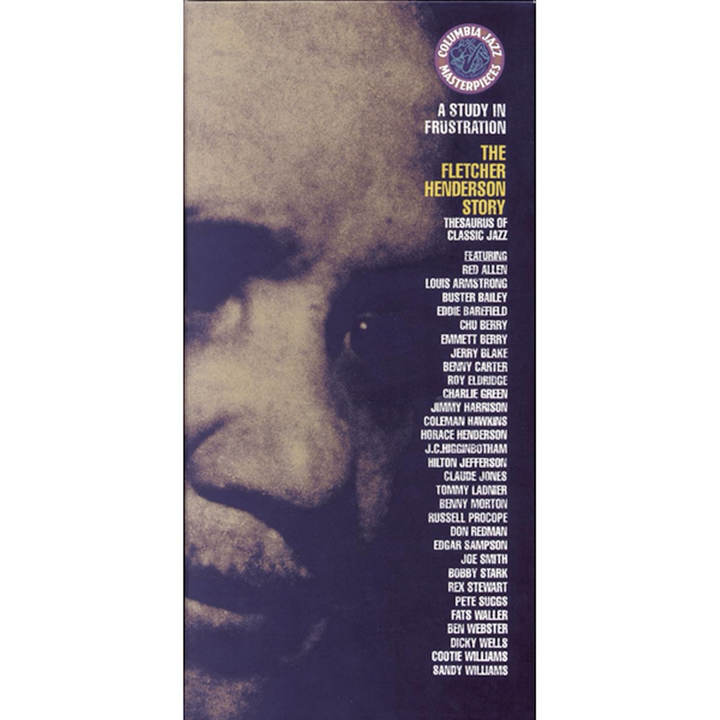 COLUMBIA JAZZ
MASTERPIECES
A STUDY IN
FRUSTRATION
THE
FLETCHER
HENDERSON
STORY
THESAURUS OF
CLASSIC JAZZ
FEATURING
RED ALLEN
LOUIS ARMSTRONG
BUSTER BAILEY
EDDIE BAREFIELD
CHU BERRY
EMMETT BERRY
JERRY BLAKE
BENNY CARTER
ROY ELDRIDGE
CHARLIE GREEN
JIMMY HARRISON
COLEMAN HAWKINS
HORACE HENDERSON
J.C.HIGGINBOTHAM
HILTON JEFFERSON
CLAUDE JONES
TOMMY LADNIER
BENNY MORTON
RUSSELL PROCOPE
DON REDMAN
EDGAR SAMPSON
JOE SMITH
BOBBY STARK
REX STEWART
PETE SUGGS
FATS WALLER
BEN WEBSTER
DICKY WELLS
COOTIE WILLIAMS
SANDY WILLIAMS